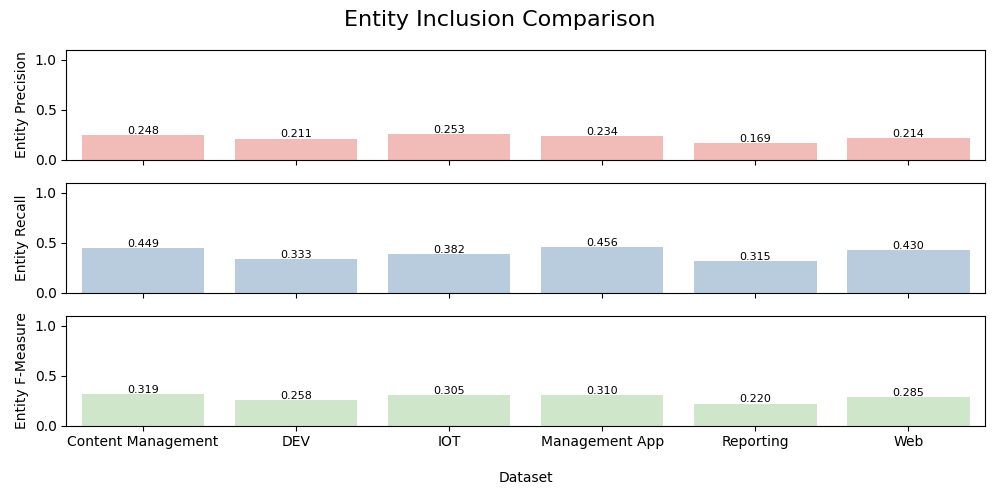 Entity Inclusion Comparison
Entity Precision
1.0
0.5
0.0
0.248 0.211 0.253 0.234 0.169 0.214
Entity Recall
1.0
0.5
0.0
0.449 0.333 0.382 0.456 0.315 0.430
Entity F-Measure
1.0
0.5
0.0
0.319 0.258 0.305 0.310 0.220 0.285
Content Management DEV IOT Management App Reporting Web
Dataset